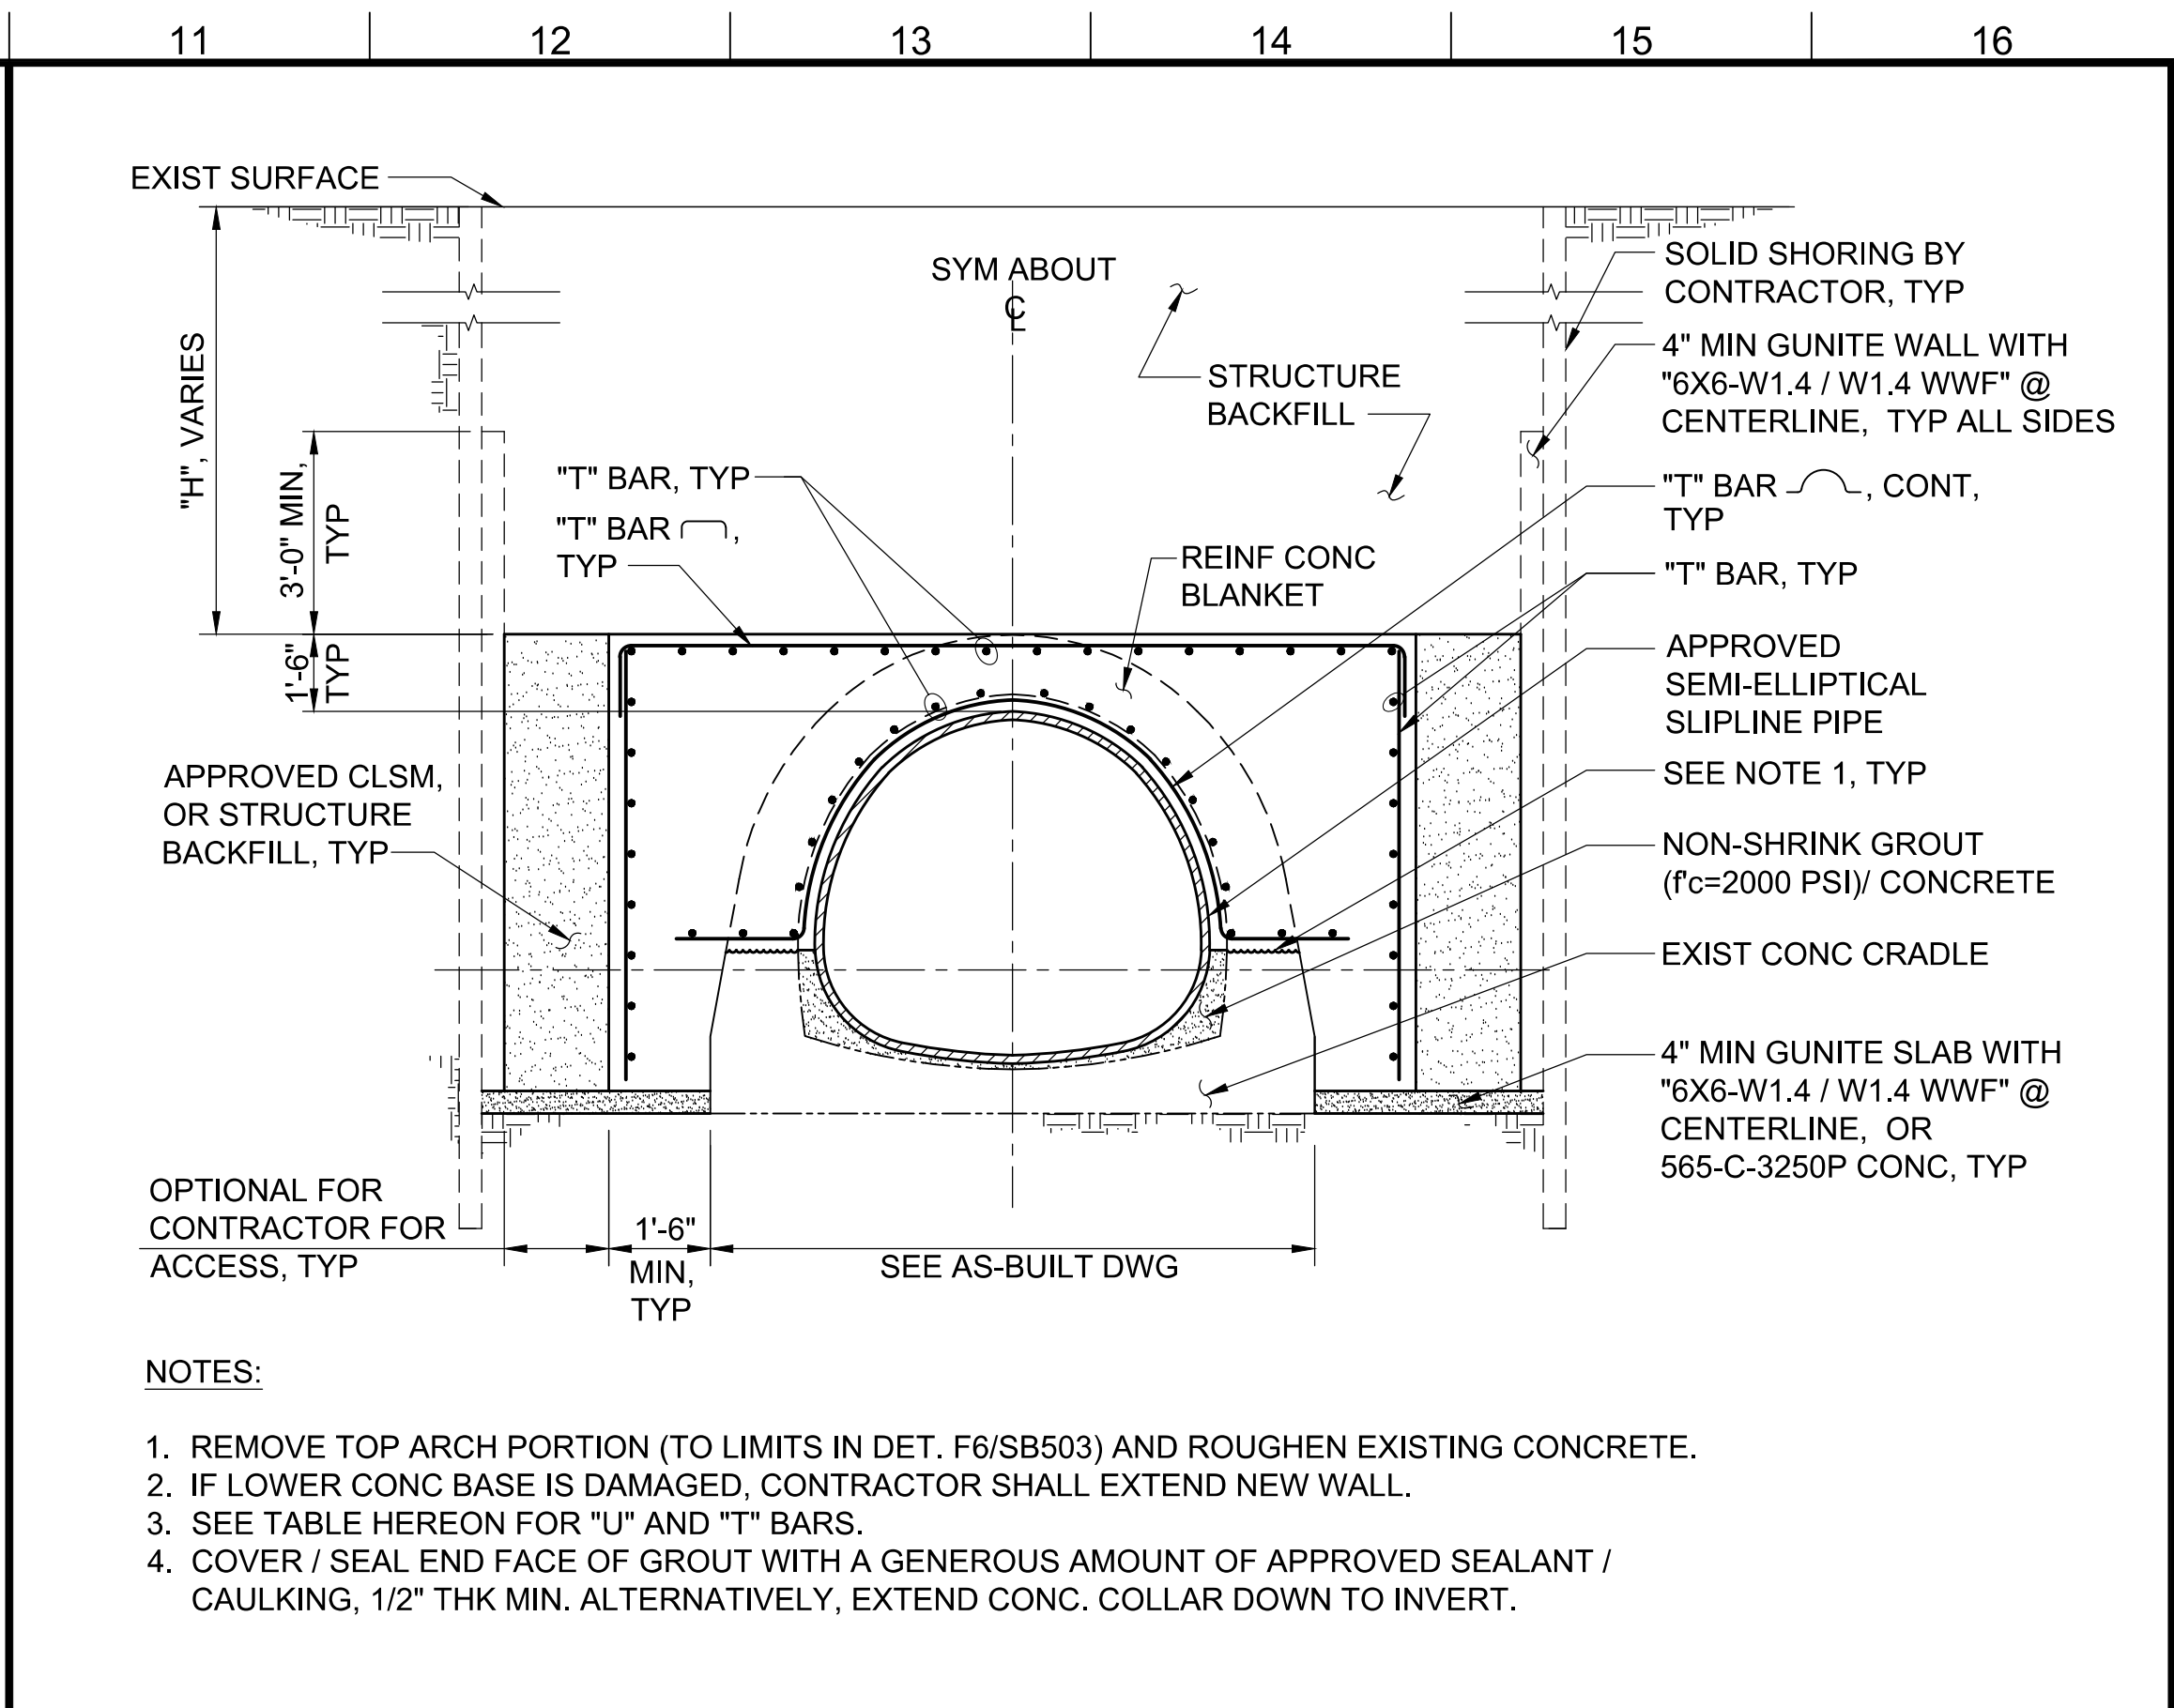 11 12 13 14 15 16
EXIST SURFACE
"H", VARIES
3'-0" MIN,
TYP
1'-6"
TYP
SYM ABOUT
℄
STRUCTURE
BACKFILL
"T" BAR, TYP
"T" BAR ,
TYP
REINF CONC
BLANKET
APPROVED CLSM,
OR STRUCTURE
BACKFILL, TYP
SOLID SHORING BY
CONTRACTOR, TYP
4" MIN GUNITE WALL WITH
"6X6-W1.4 / W1.4 WWF" @
CENTERLINE, TYP ALL SIDES
"T" BAR , CONT,
TYP
"T" BAR, TYP
APPROVED
SEMI-ELLIPTICAL
SLIPLINE PIPE
SEE NOTE 1, TYP
NON-SHRINK GROUT
(f'c=2000 PSI)/ CONCRETE
EXIST CONC CRADLE
4" MIN GUNITE SLAB WITH
"6X6-W1.4 / W1.4 WWF" @
CENTERLINE, OR
565-C-3250P CONC, TYP
OPTIONAL FOR
CONTRACTOR FOR
ACCESS, TYP
1'-6"
MIN,
TYP
SEE AS-BUILT DWG
NOTES:
1. REMOVE TOP ARCH PORTION (TO LIMITS IN DET. F6/SB503) AND ROUGHEN EXISTING CONCRETE.
2. IF LOWER CONC BASE IS DAMAGED, CONTRACTOR SHALL EXTEND NEW WALL.
3. SEE TABLE HEREON FOR "U" AND "T" BARS.
4. COVER / SEAL END FACE OF GROUT WITH A GENEROUS AMOUNT OF APPROVED SEALANT /
CAULKING, 1/2" THK MIN. ALTERNATIVELY, EXTEND CONC. COLLAR DOWN TO INVERT.